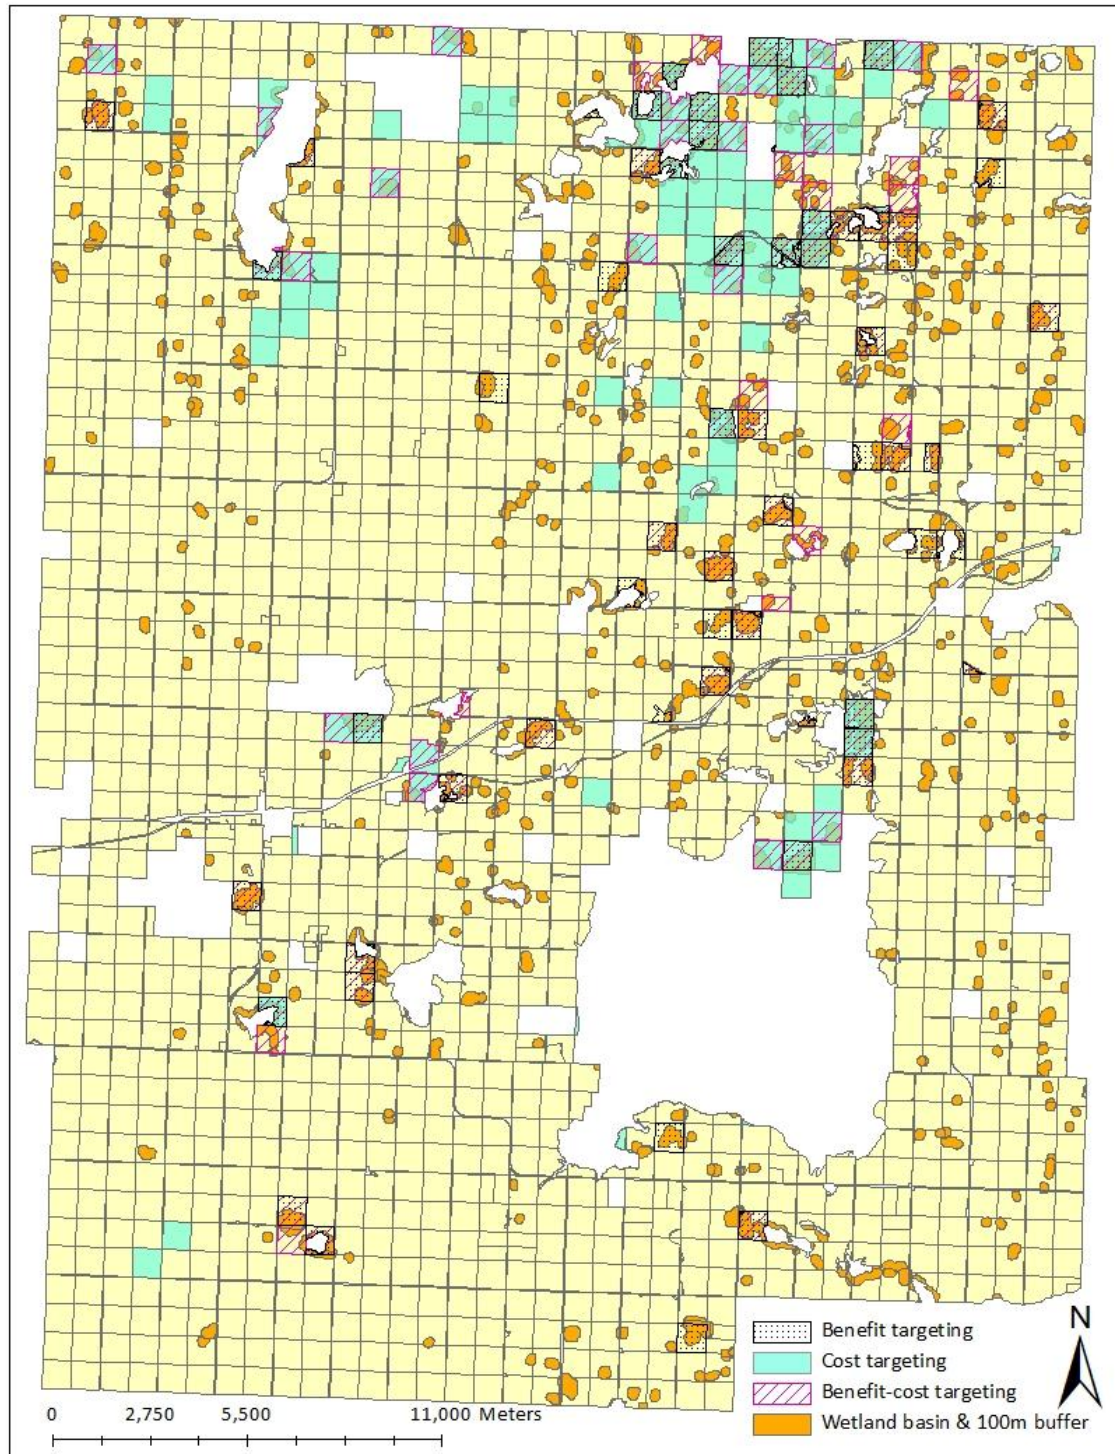 N
Benefit targeting
Cost targeting
Benefit-cost targeting
Wetland basin & 100m buffer
0 2,750 5,500 11,000 Meters